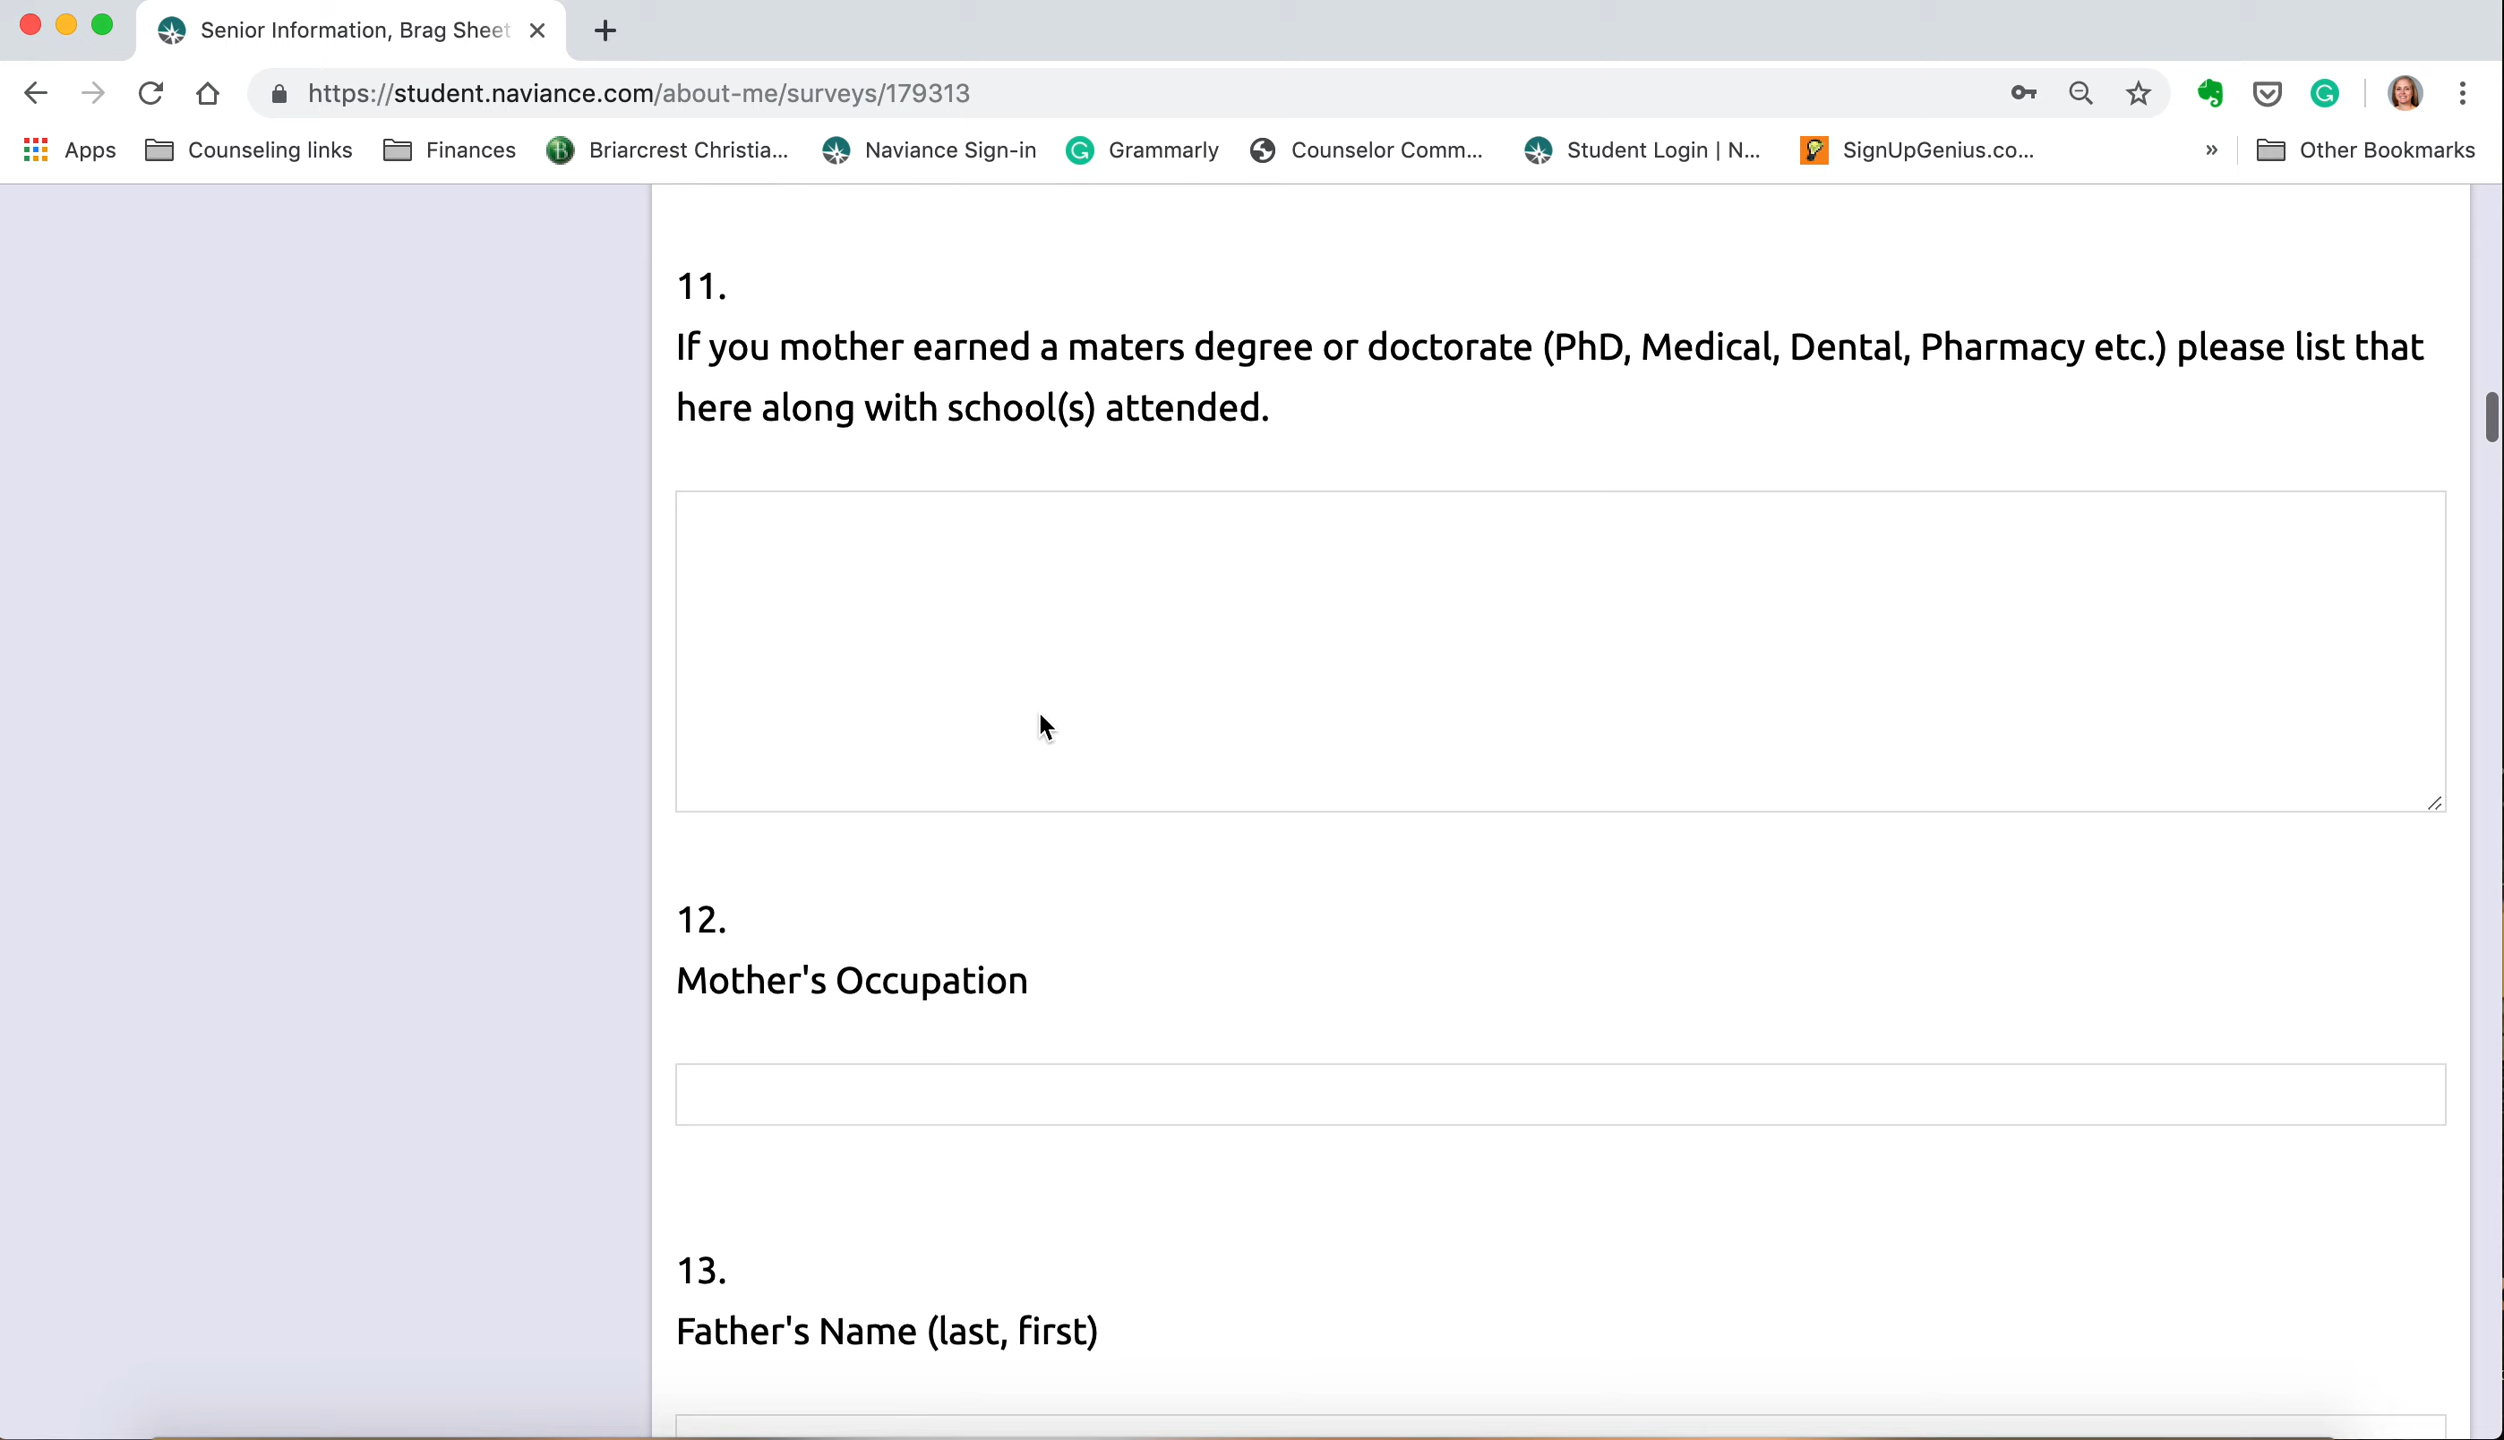 Senior Information, Brag Sheet
https://student.naviance.com/about-me/surveys/179313
Apps Counseling links Finances Briarcrest Christia... Naviance Sign-in Grammarly Counselor Comm... Student Login | N... SignUpGenius.co... » Other Bookmarks
11.
If you mother earned a maters degree or doctorate (PhD, Medical, Dental, Pharmacy etc.) please list that
here along with school(s) attended.
12.
Mother's Occupation
13.
Father's Name (last, first)